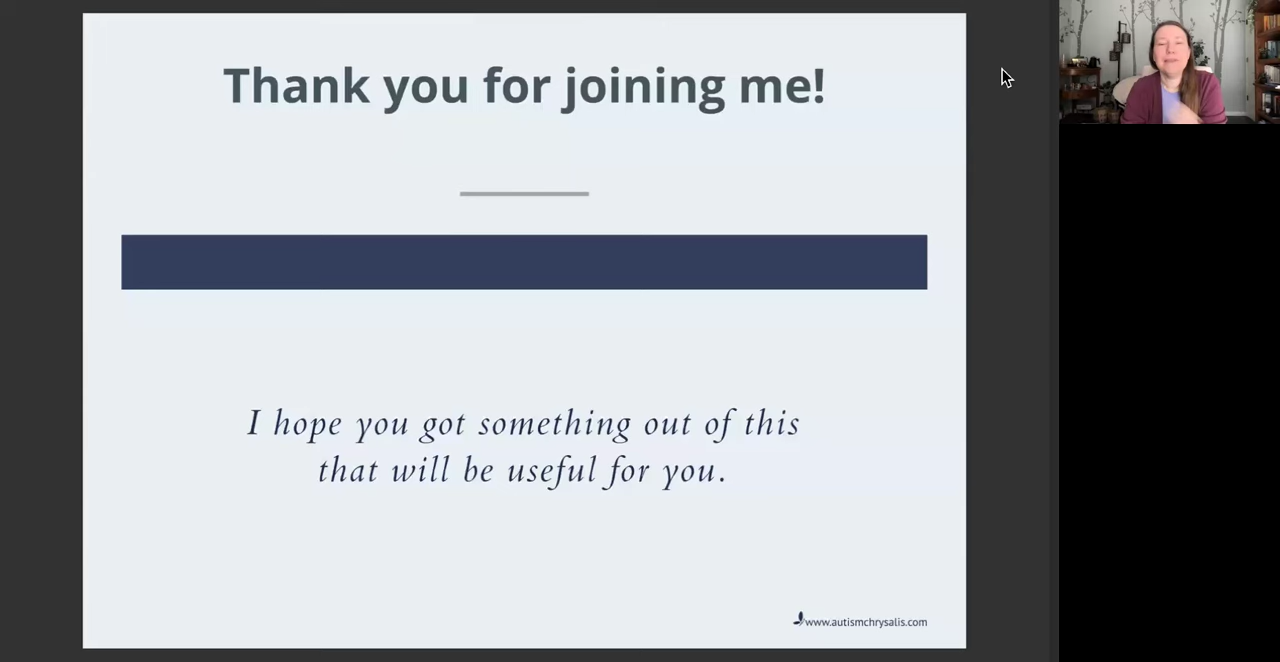 Thank you for joining me!
I hope you got something out of this
that will be useful for you.
www.autismchrysalis.com